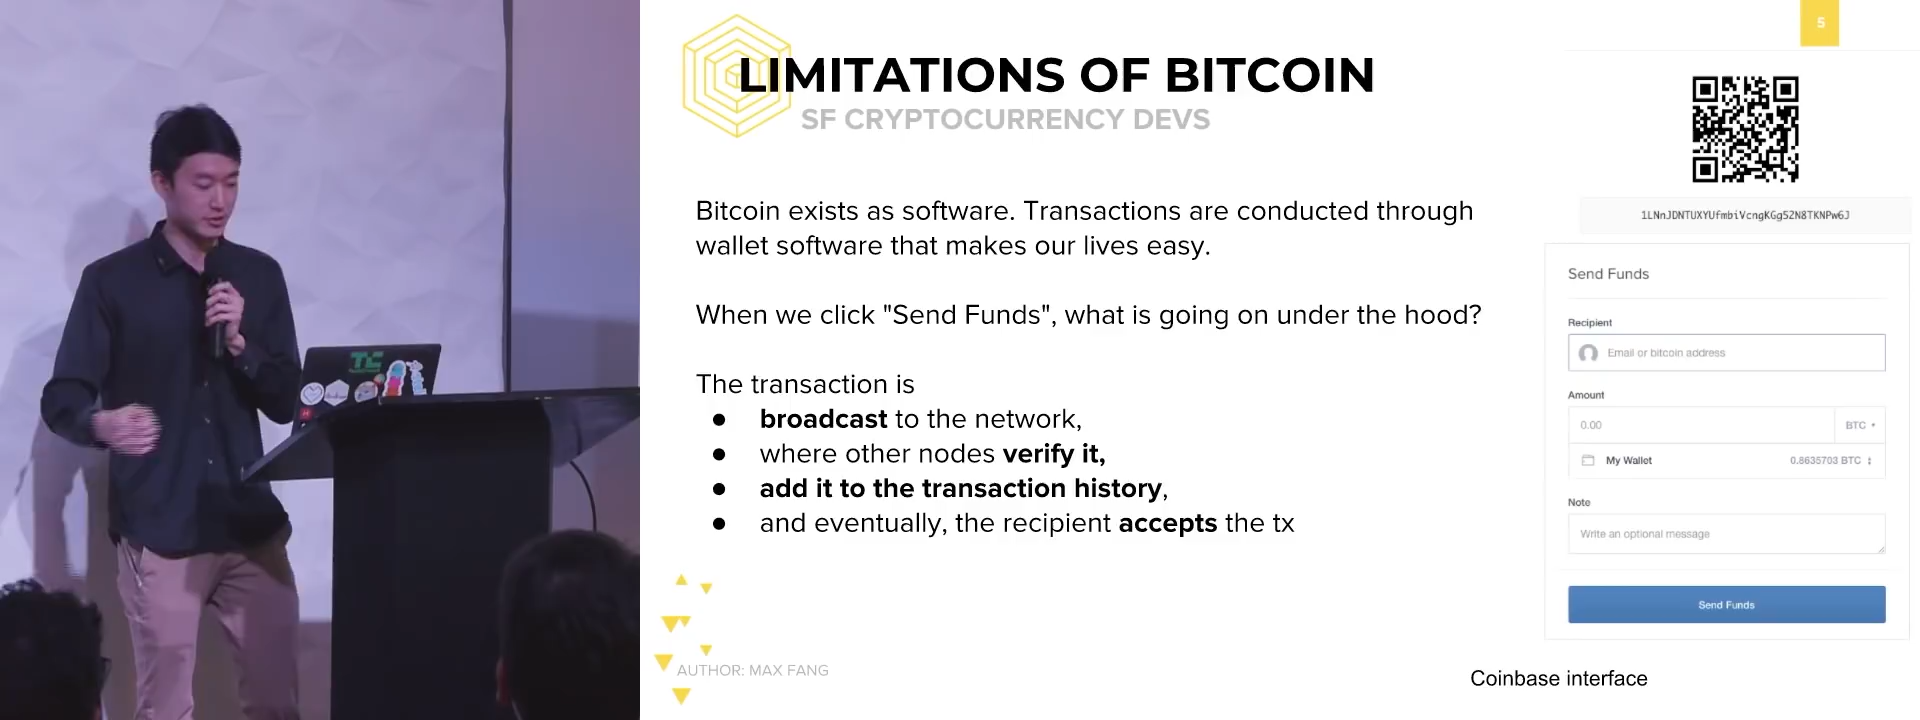 5
LIMITATIONS OF BITCOIN
SF CRYPTOCURRENCY DEVS
Bitcoin exists as software. Transactions are conducted through
wallet software that makes our lives easy.
When we click "Send Funds", what is going on under the hood?
The transaction is
● broadcast to the network,
● where other nodes verify it,
● add it to the transaction history,
● and eventually, the recipient accepts the tx
AUTHOR: MAX FANG
1LNnJDNTUXYUfmbiVcngKGg52N8TKNPw6J
Send Funds
Recipient
Email or bitcoin address
Amount
0.00 BTC
My Wallet 0.8635703 BTC
Note
Write an optional message
Send Funds
Coinbase interface
TC